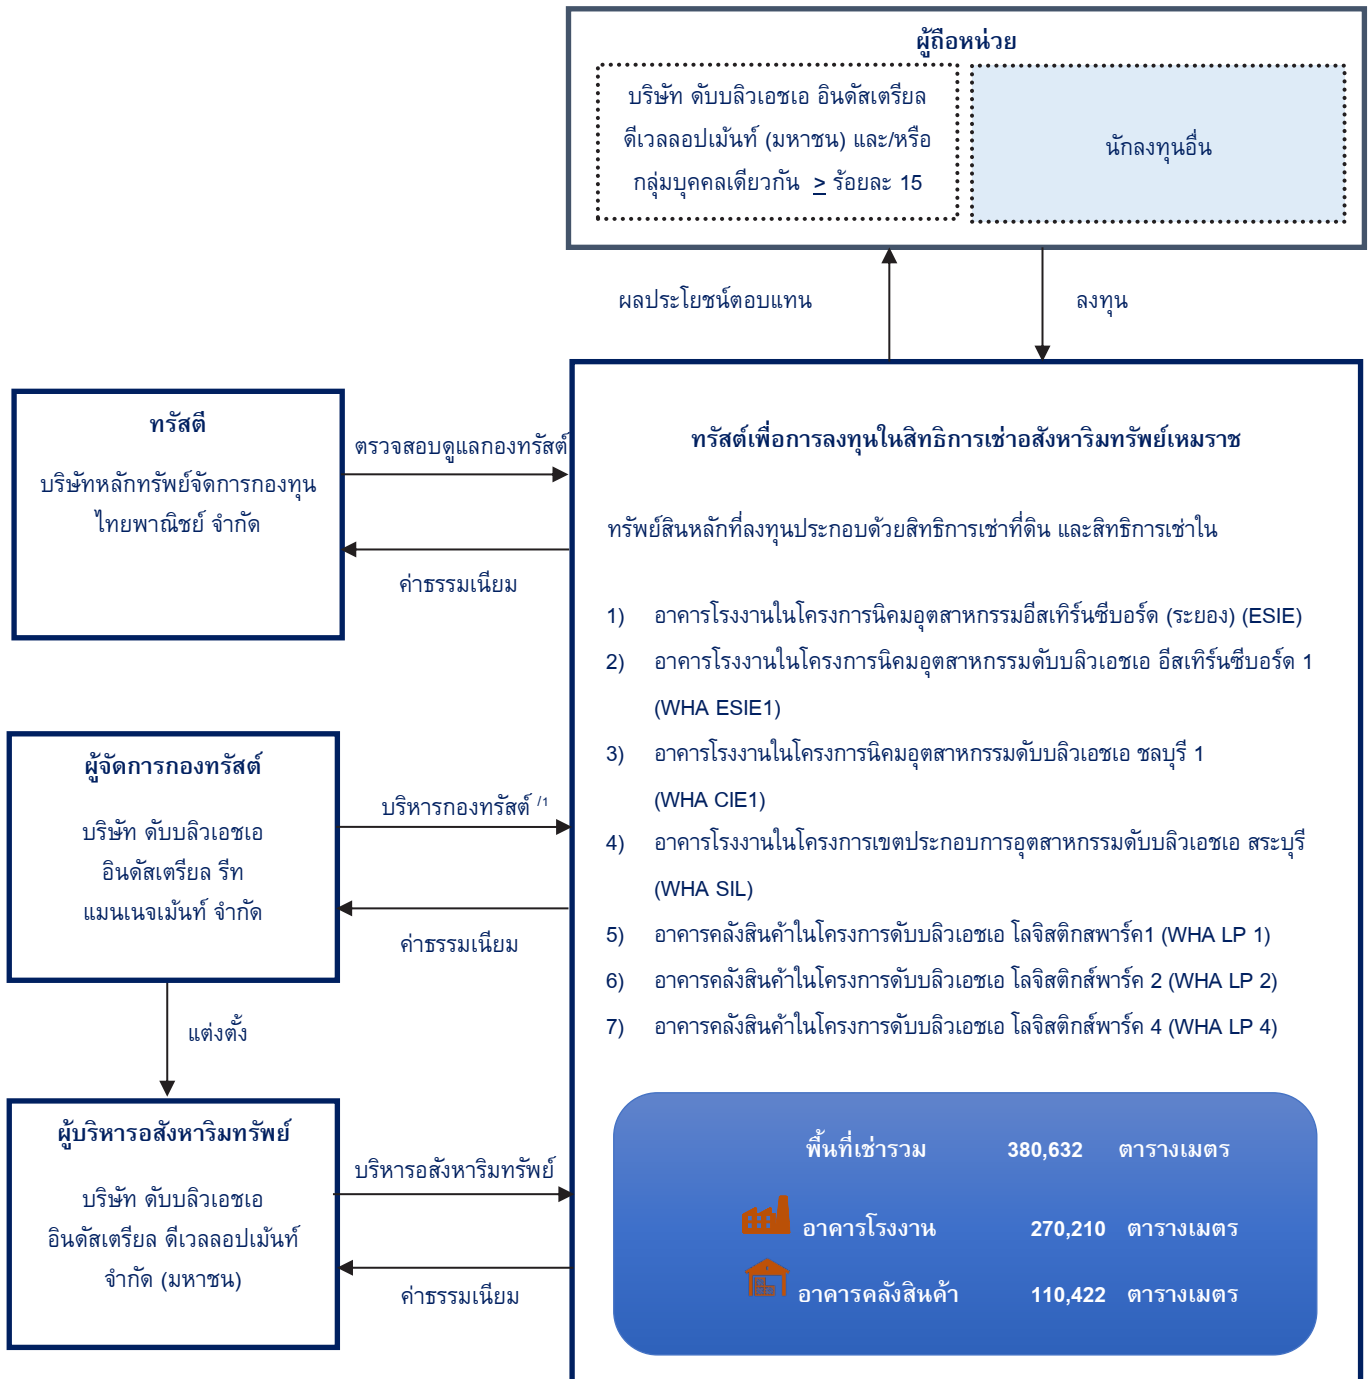 ผู้ถือหน่วย
บริษัท ดับบลิวเอชเอ อินดัสเตรียล
ดีเวลลอปเม้นท์ (มหาชน) และ/หรือ
กลุ่มบุคคลเดียวกัน ≥ ร้อยละ 15
นักลงทุนอื่น
ผลประโยชน์ตอบแทน
ลงทุน
ทรัสตี
บริษัทหลักทรัพย์จัดการกองทุน
ไทยพาณิชย์ จำกัด
ตรวจสอบดูแลกองทรัสต์
ค่าธรรมเนียม
ผู้จัดการกองทรัสต์
บริษัท ดับบลิวเอชเอ
อินดัสเตรียล รีท
แมนเนจเม้นท์ จำกัด
บริหารกองทรัสต์ /1
ค่าธรรมเนียม
แต่งตั้ง
ผู้บริหารอสังหาริมทรัพย์
บริษัท ดับบลิวเอชเอ
อินดัสเตรียล ดีเวลลอปเม้นท์
จำกัด (มหาชน)
บริหารอสังหาริมทรัพย์
ค่าธรรมเนียม
ทรัสต์เพื่อการลงทุนในสิทธิการเช่าอสังหาริมทรัพย์เหมราช
ทรัพย์สินหลักที่ลงทุนประกอบด้วยสิทธิการเช่าที่ดิน และสิทธิการเช่าใน
1) อาคารโรงงานในโครงการนิคมอุตสาหกรรมอีสเทิร์นซีบอร์ด (ระยอง) (ESIE)
2) อาคารโรงงานในโครงการนิคมอุตสาหกรรมดับบลิวเอชเอ อีสเทิร์นซีบอร์ด 1
(WHA ESIE1)
3) อาคารโรงงานในโครงการนิคมอุตสาหกรรมดับบลิวเอชเอ ชลบุรี 1
(WHA CIE1)
4) อาคารโรงงานในโครงการเขตประกอบการอุตสาหกรรมดับบลิวเอชเอ สระบุรี
(WHA SIL)
5) อาคารคลังสินค้าในโครงการดับบลิวเอชเอ โลจิสติกสพาร์ค1 (WHA LP 1)
6) อาคารคลังสินค้าในโครงการดับบลิวเอชเอ โลจิสติกส์พาร์ค 2 (WHA LP 2)
7) อาคารคลังสินค้าในโครงการดับบลิวเอชเอ โลจิสติกส์พาร์ค 4 (WHA LP 4)
พื้นที่เช่ารวม 380,632 ตารางเมตร
อาคารโรงงาน 270,210 ตารางเมตร
อาคารคลังสินค้า 110,422 ตารางเมตร